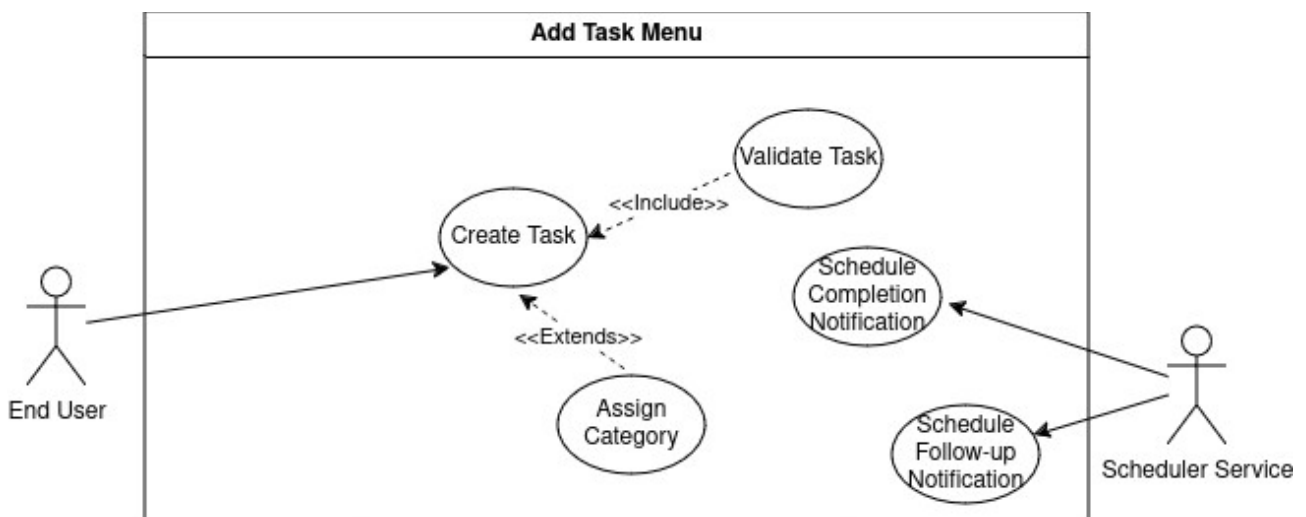 Add Task Menu
Validate Task
<<Include>>
Create Task
Schedule
Completion
Notification
<<Extends>>
End User
Assign
Category
Schedule
Follow-up
Notification
Scheduler Service